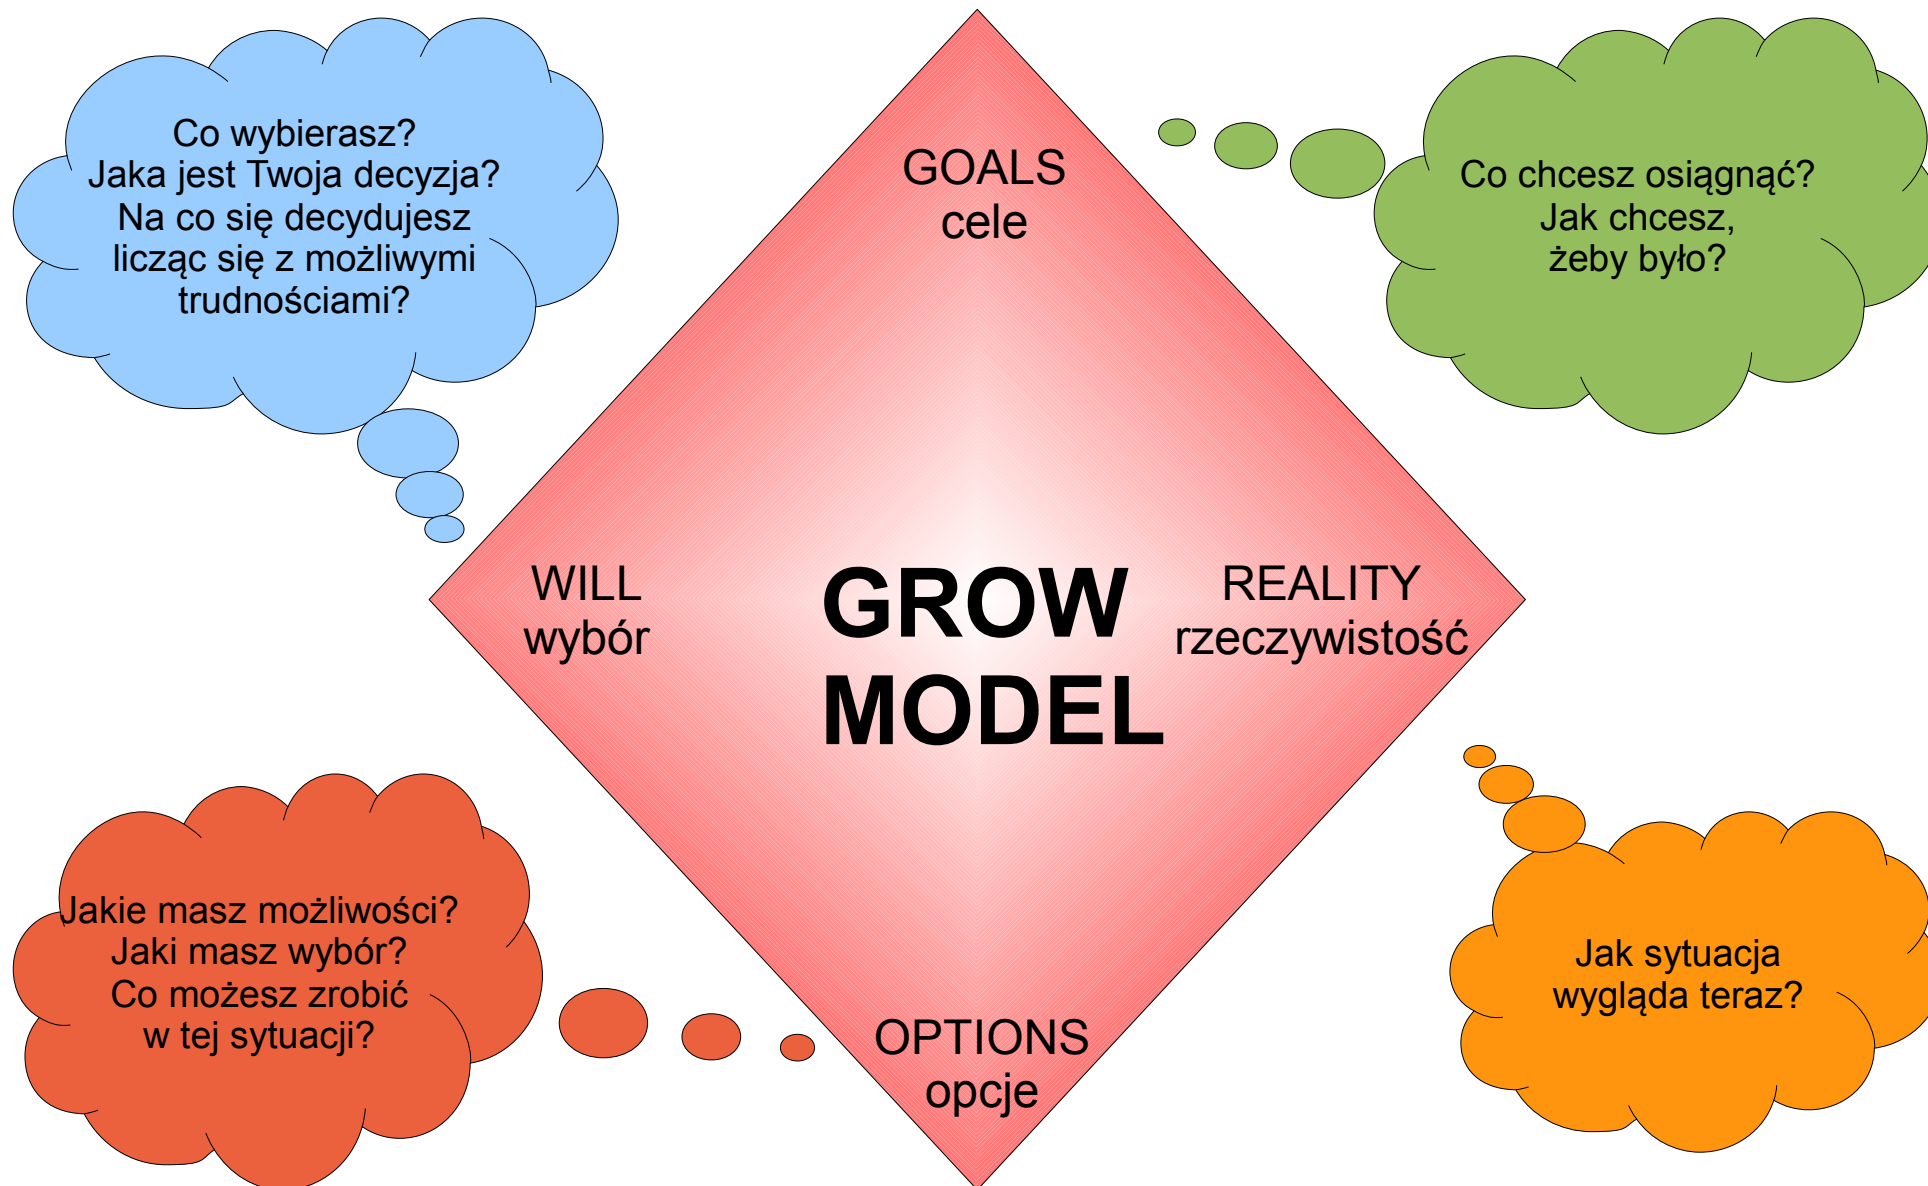 Co wybierasz?
Jaka jest Twoja decyzja?
Na co się decydujesz
licząc się z możliwymi
trudnościami?
GOALS
cele
Co chcesz osiągnąć?
Jak chcesz,
żeby było?
WILL
wybór
GROW
MODEL
REALITY
rzeczywistość
Jakie masz możliwości?
Jaki masz wybór?
Co możesz zrobić
w tej sytuacji?
OPTIONS
opcje
Jak sytuacja
wygląda teraz?